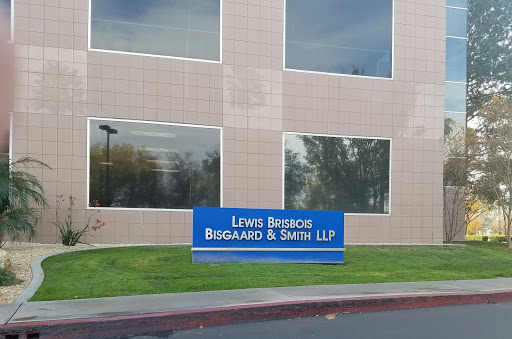 Lewis Brisbois
Bisgaard & Smith LLP